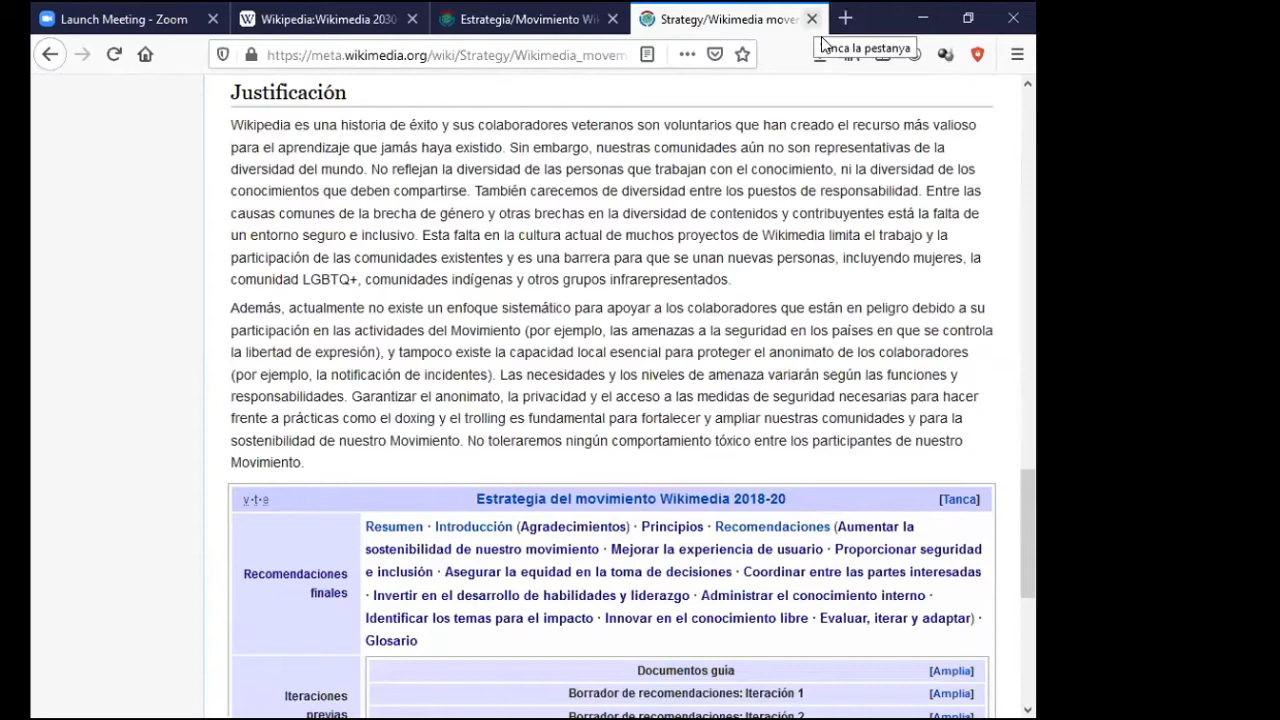 Launch Meeting - Zoom
Wikipedia:Wikimedia 2030
Estrategia/Movimiento Wi
Strategy/Wikimedia move
https://meta.wikimedia.org/wiki/Strategy/Wikimedia_movem
la pestanya
Justificación
Wikipedia es una historia de éxito y sus colaboradores veteranos son voluntarios que han creado el recurso más valioso
para el aprendizaje que jamás haya existido. Sin embargo, nuestras comunidades aún no son representativas de la
diversidad del mundo. No reflejan la diversidad de las personas que trabajan con el conocimiento, ni la diversidad de los
conocimientos que deben compartirse. También carecemos de diversidad entre los puestos de responsabilidad. Entre las
causas comunes de la brecha de género y otras brechas en la diversidad de contenidos y contribuyentes está la falta de
un entorno seguro e inclusivo. Esta falta en la cultura actual de muchos proyectos de Wikimedia limita el trabajo y la
participación de las comunidades existentes y es una barrera para que se unan nuevas personas, incluyendo mujeres, la
comunidad LGBTQ+, comunidades indígenas y otros grupos infrarrepresentados.
Además, actualmente no existe un enfoque sistemático para apoyar a los colaboradores que están en peligro debido a su
participación en las actividades del Movimiento (por ejemplo, las amenazas a la seguridad en los países en que se controla
la libertad de expresión), y tampoco existe la capacidad local esencial para proteger el anonimato de los colaboradores
(por ejemplo, la notificación de incidentes). Las necesidades y los niveles de amenaza variarán según las funciones y
responsabilidades. Garantizar el anonimato, la privacidad y el acceso a las medidas de seguridad necesarias para hacer
frente a prácticas como el doxing y el trolling es fundamental para fortalecer y ampliar nuestras comunidades y para la
sostenibilidad de nuestro Movimiento. No toleraremos ningún comportamiento tóxico entre los participantes de nuestro
Movimiento.
v·t·e Estrategia del movimiento Wikimedia 2018-20 [Tanca]
Recomendaciones finales
Resumen · Introducción (Agradecimientos) · Principios · Recomendaciones (Aumentar la
sostenibilidad de nuestro movimiento · Mejorar la experiencia de usuario · Proporcionar seguridad
e inclusión · Asegurar la equidad en la toma de decisiones · Coordinar entre las partes interesadas
· Invertir en el desarrollo de habilidades y liderazgo · Administrar el conocimiento interno ·
Identificar los temas para el impacto · Innovar en el conocimiento libre · Evaluar, iterar y adaptar) ·
Glosario
Iteraciones previas
Documentos guía [Amplia]
Borrador de recomendaciones: Iteración 1 [Amplia]
Borrador de recomendaciones: Iteración 2 [Amplia]